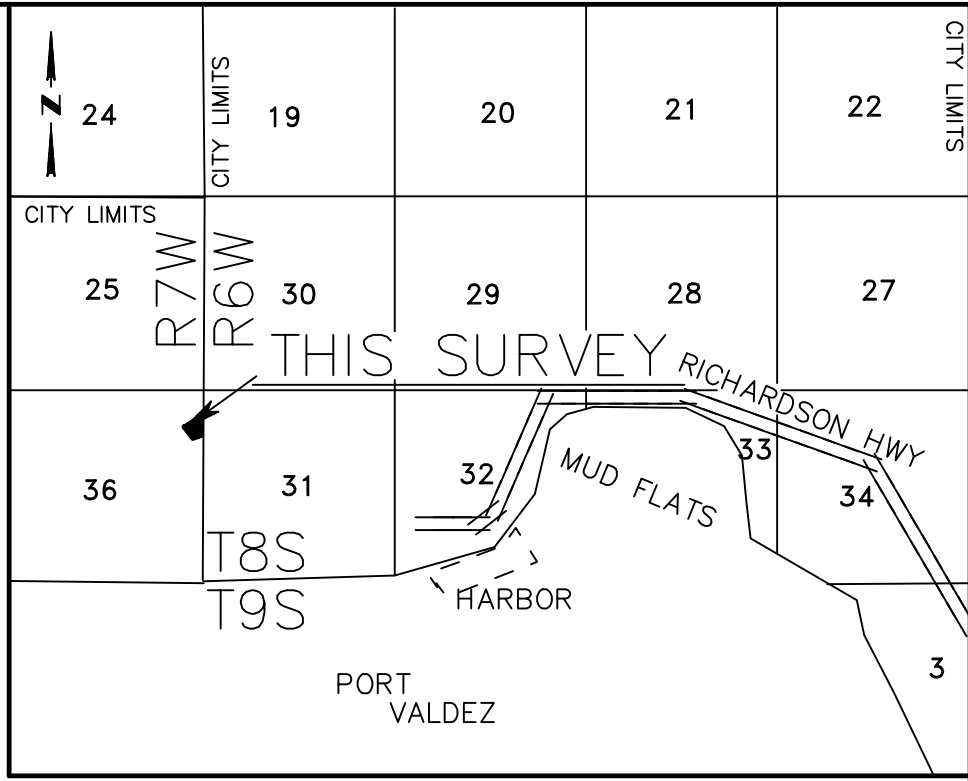 N
24
CITY LIMITS
19
20
21
22
CITY LIMITS
CITY LIMITS
25
R7W
R6W
30
29
28
27
THIS SURVEY
RICHARDSON HWY
36
31
32
MUD FLATS
33
34
T8S
T9S
HARBOR
3
PORT
VALDEZ